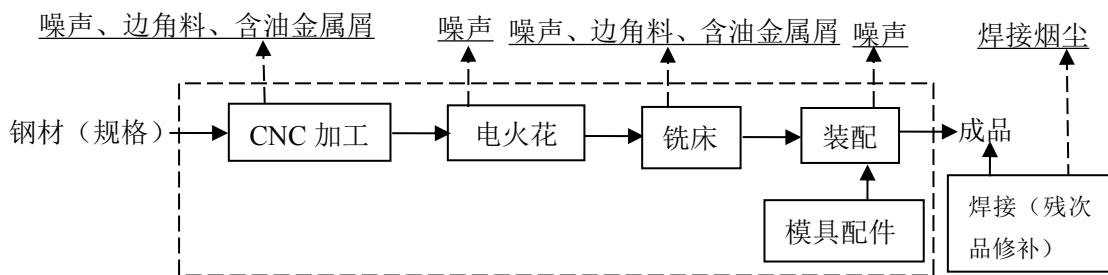 噪声、边角料、含油金属屑
噪声
噪声、边角料、含油金属屑
噪声
焊接烟尘
钢材（规格）
CNC 加工
电火花
铣床
装配
成品
模具配件
焊接（残次
品修补）